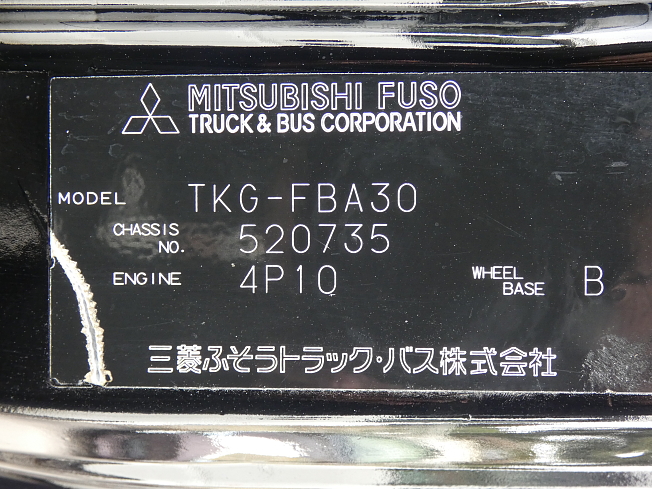 MITSUBISHI FUSO
TRUCK & BUS CORPORATION
MODEL TKG-FBA30
CHASSIS NO. 520735
ENGINE 4P10 WHEEL BASE B
三菱ふそうトラック・バス株式会社